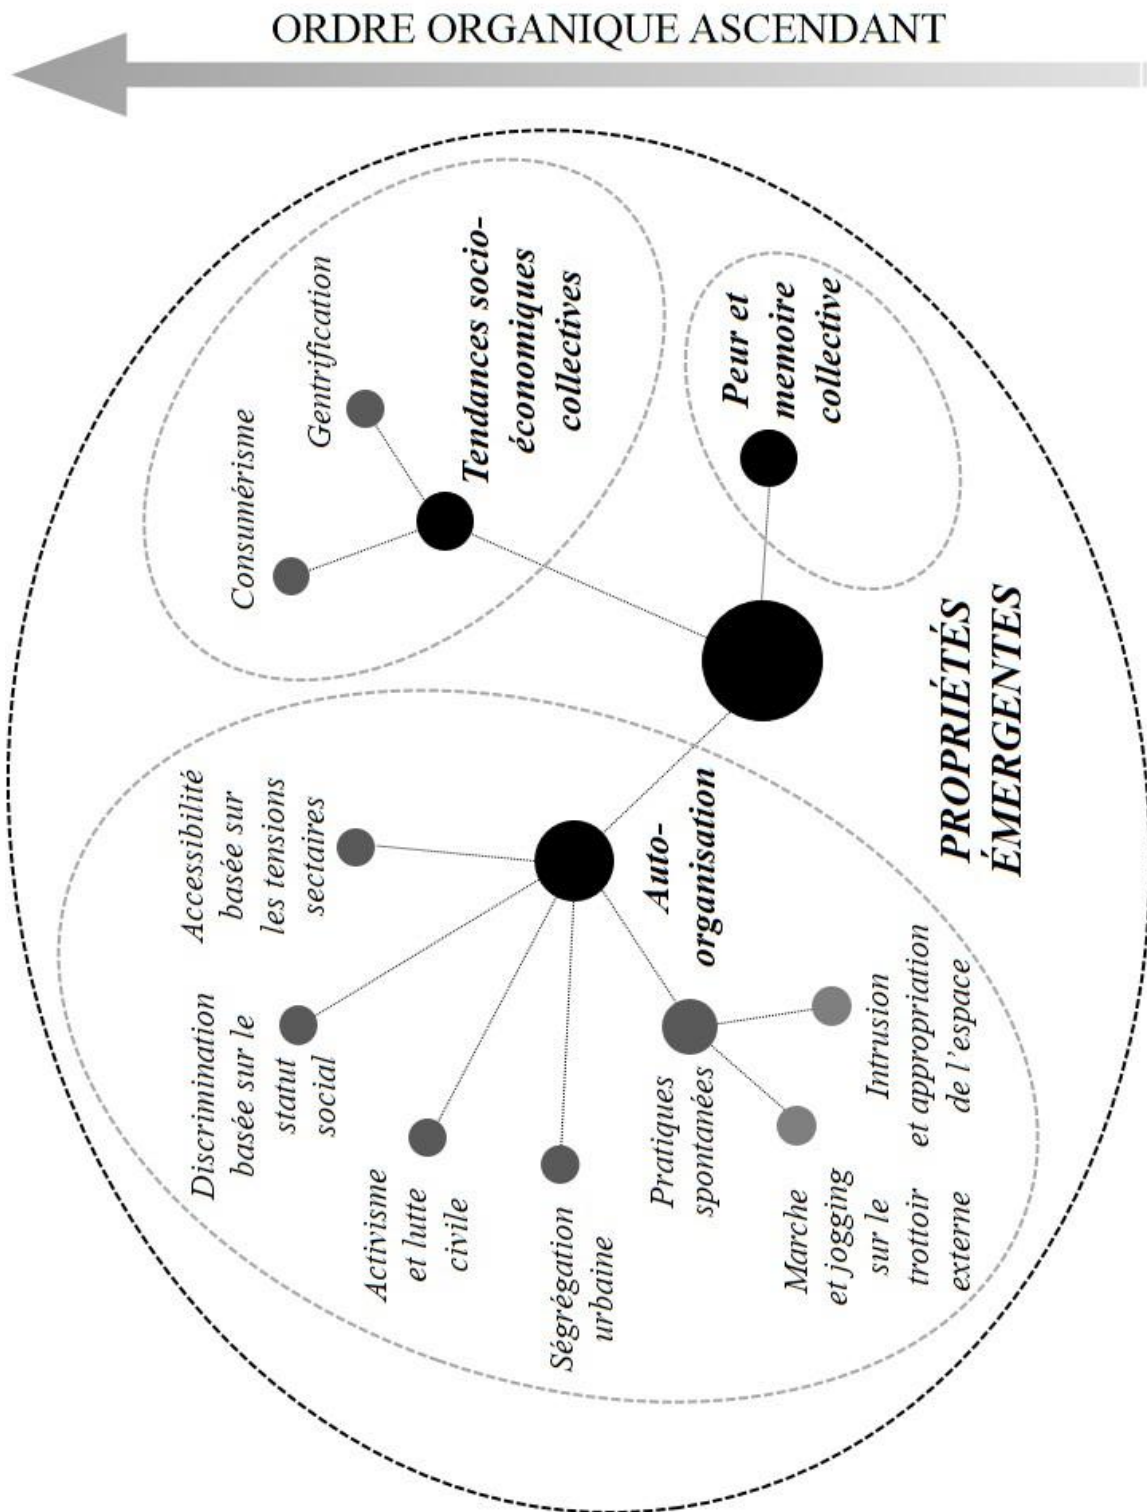 ORDRE ORGANIQUE ASCENDANT
Consumérisme
Gentrification
Tendances socio-
économiques
collectives
Peur et
memoire
collective
PROPRIÉTÉS
ÉMERGENTES
Accessibilité
basée sur
les tensions
sectaires
Auto-
organisation
Discrimination
basée sur le
statut
social
Activisme
et lutte
civile
Ségrégation
urbaine
Pratiques
spontanées
Intrusion
et appropriation
de l'espace
Marche
et jogging
sur le
trottoir
externe